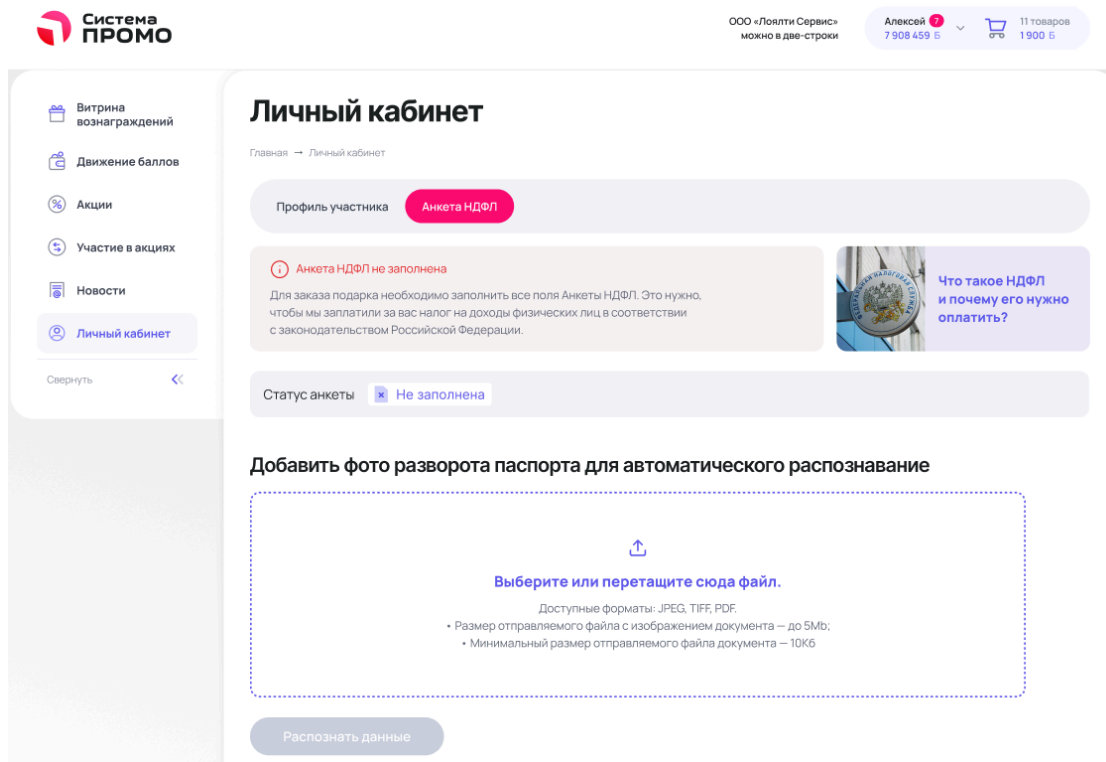 Система
ПРОМО
ООО «Лоялти Сервис»
можно в две-строки
Алексей 7
7 908 459 Б
11 товаров
1 900 Б
Витрина
вознаграждений
Движение баллов
Акции
Участие в акциях
Новости
Личный кабинет
Свернуть
Личный кабинет
Главная → Личный кабинет
Профиль участника
Анкета НДФЛ
Анкета НДФЛ не заполнена
Для заказа подарка необходимо заполнить все поля Анкеты НДФЛ. Это нужно,
чтобы мы заплатили за вас налог на доходы физических лиц в соответствии
с законодательством Российской Федерации.
ФЕДЕРАЛЬНАЯ НАЛОГОВАЯ СЛУЖБА
Что такое НДФЛ
и почему его нужно
оплатить?
Статус анкеты
Не заполнена
Добавить фото разворота паспорта для автоматического распознавание
Выберите или перетащите сюда файл.
Доступные форматы: JPEG, TIFF, PDF.
• Размер отправляемого файла с изображением документа — до 5Mb;
• Минимальный размер отправляемого файла документа — 10Кб
Распознать данные